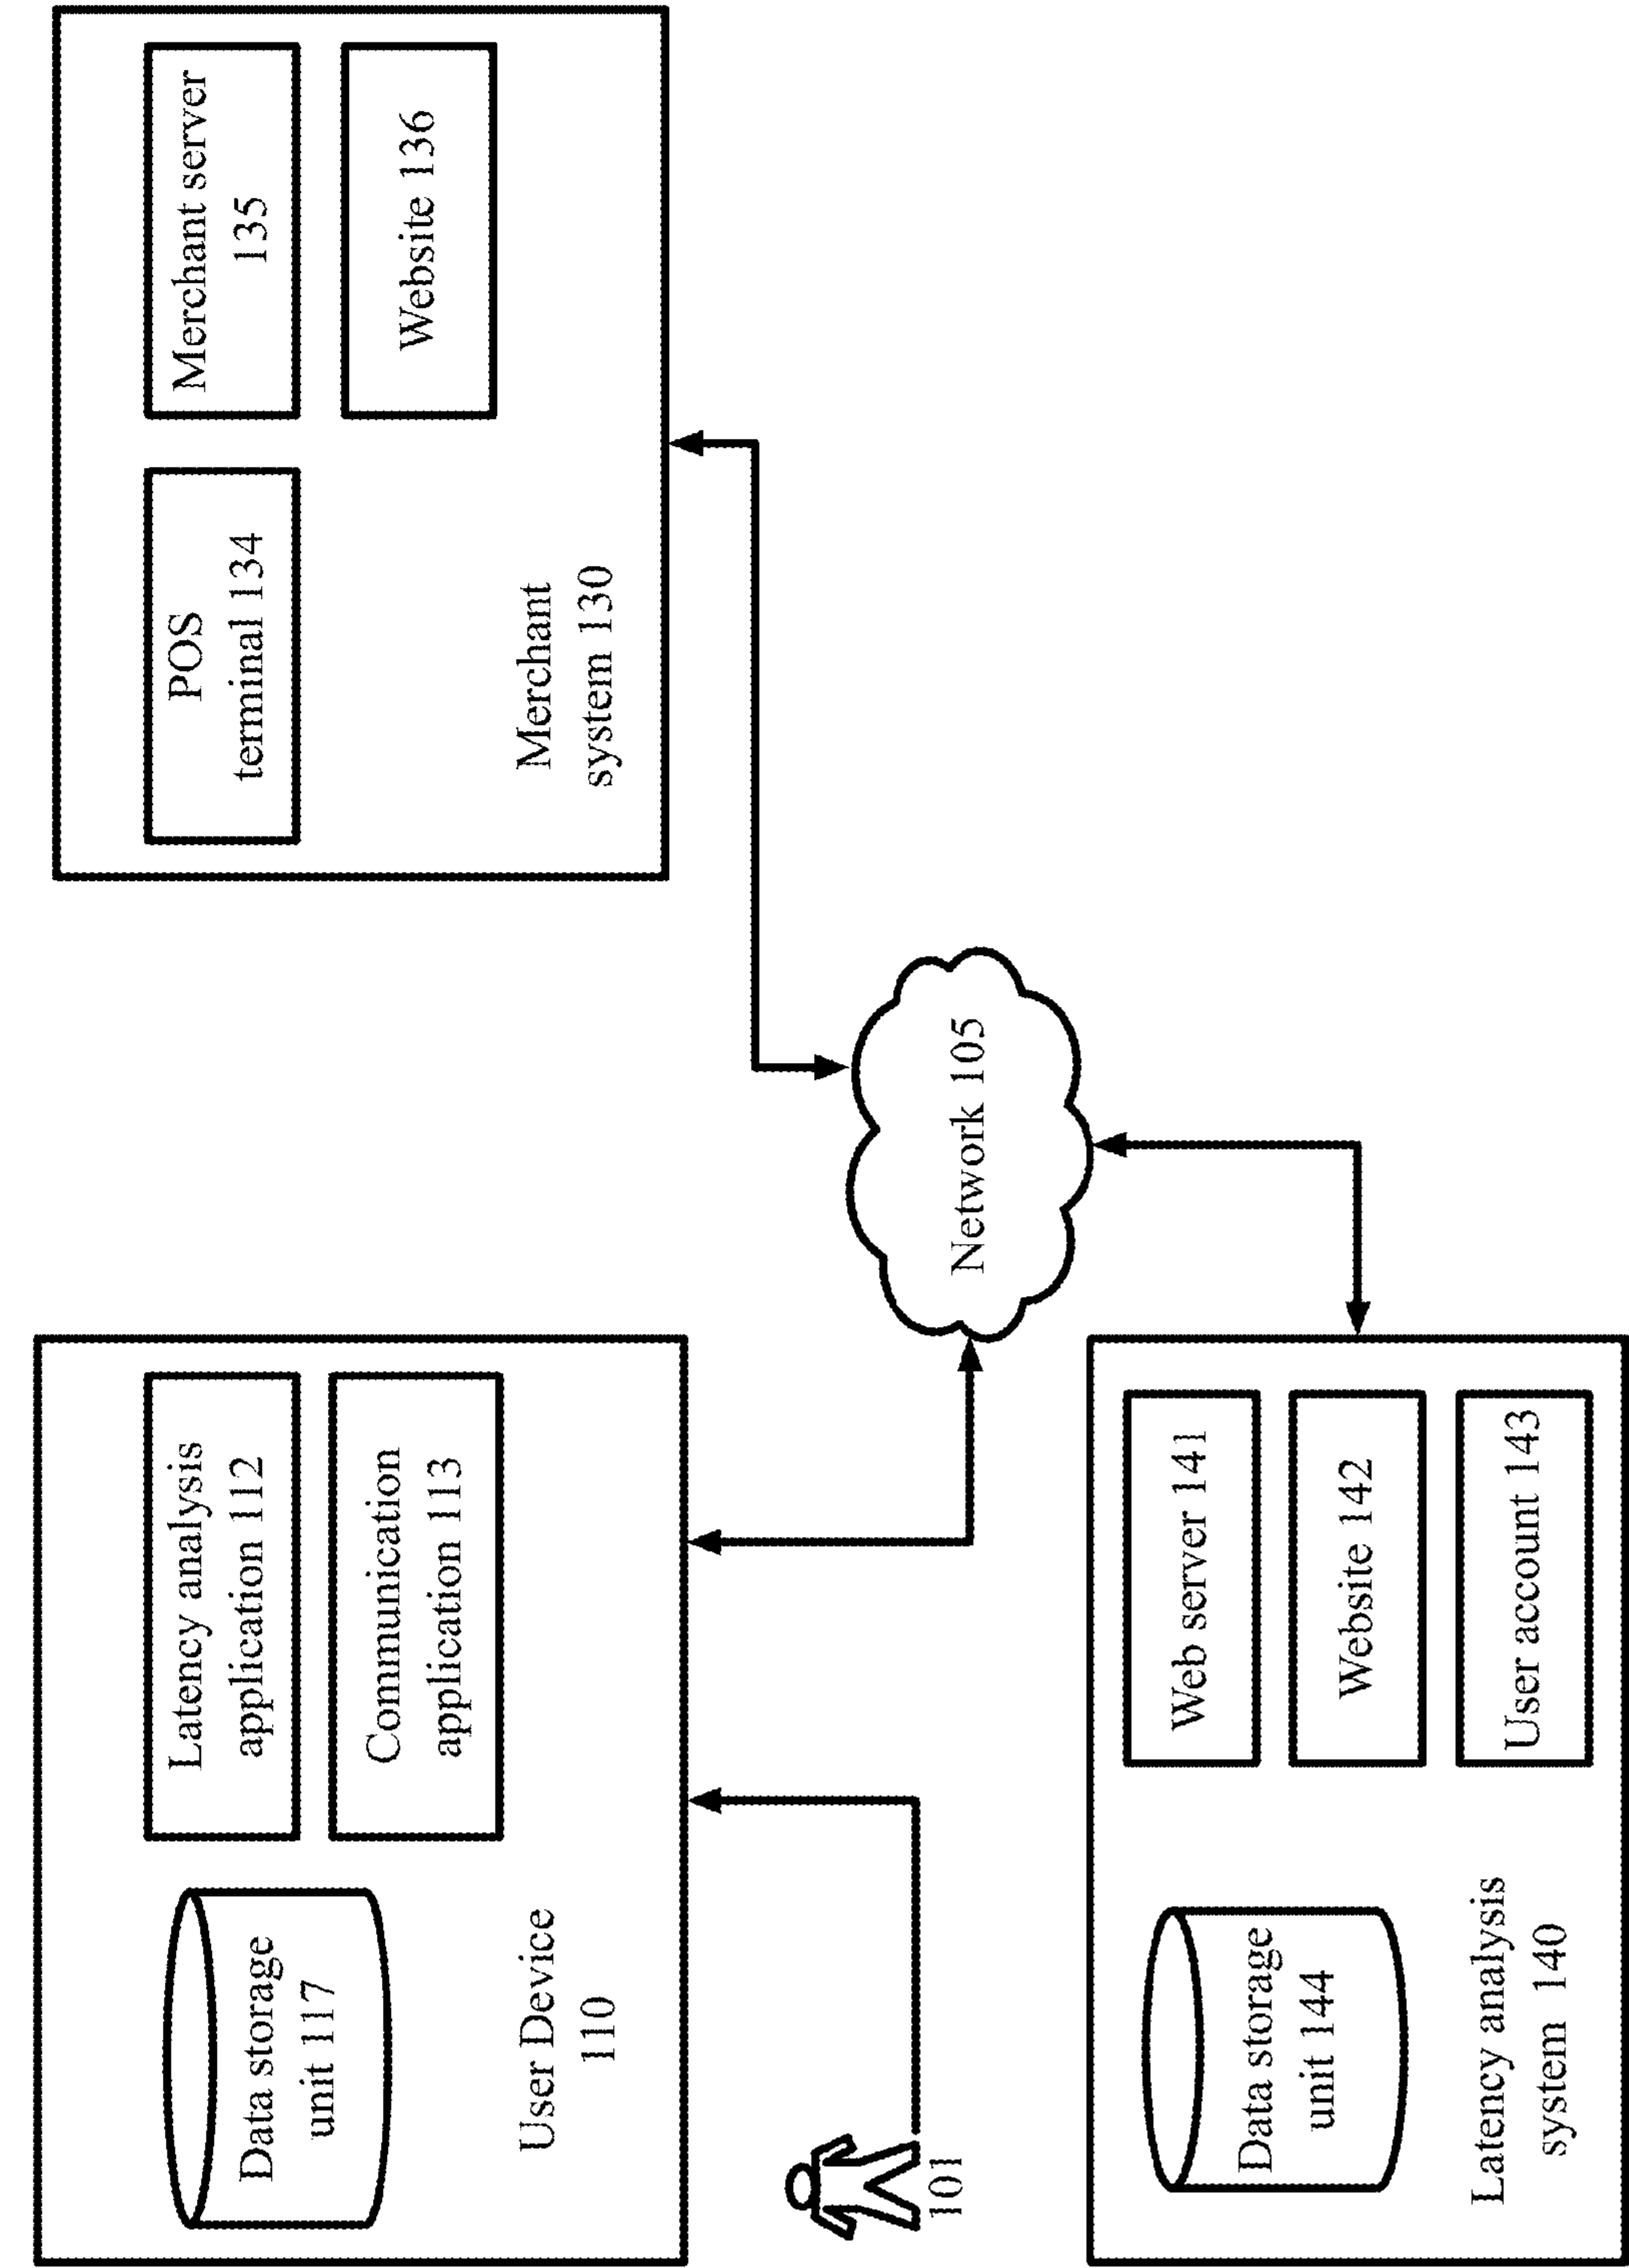 Data storage
unit 117
Latency analysis
application 112
Communication
application 113
User Device
110
POS
terminal 134
Merchant server
135
Website 136
Merchant
system 130
101
Network 105
Data storage
unit 144
Web server 141
Website 142
User account 143
Latency analysis
system 140